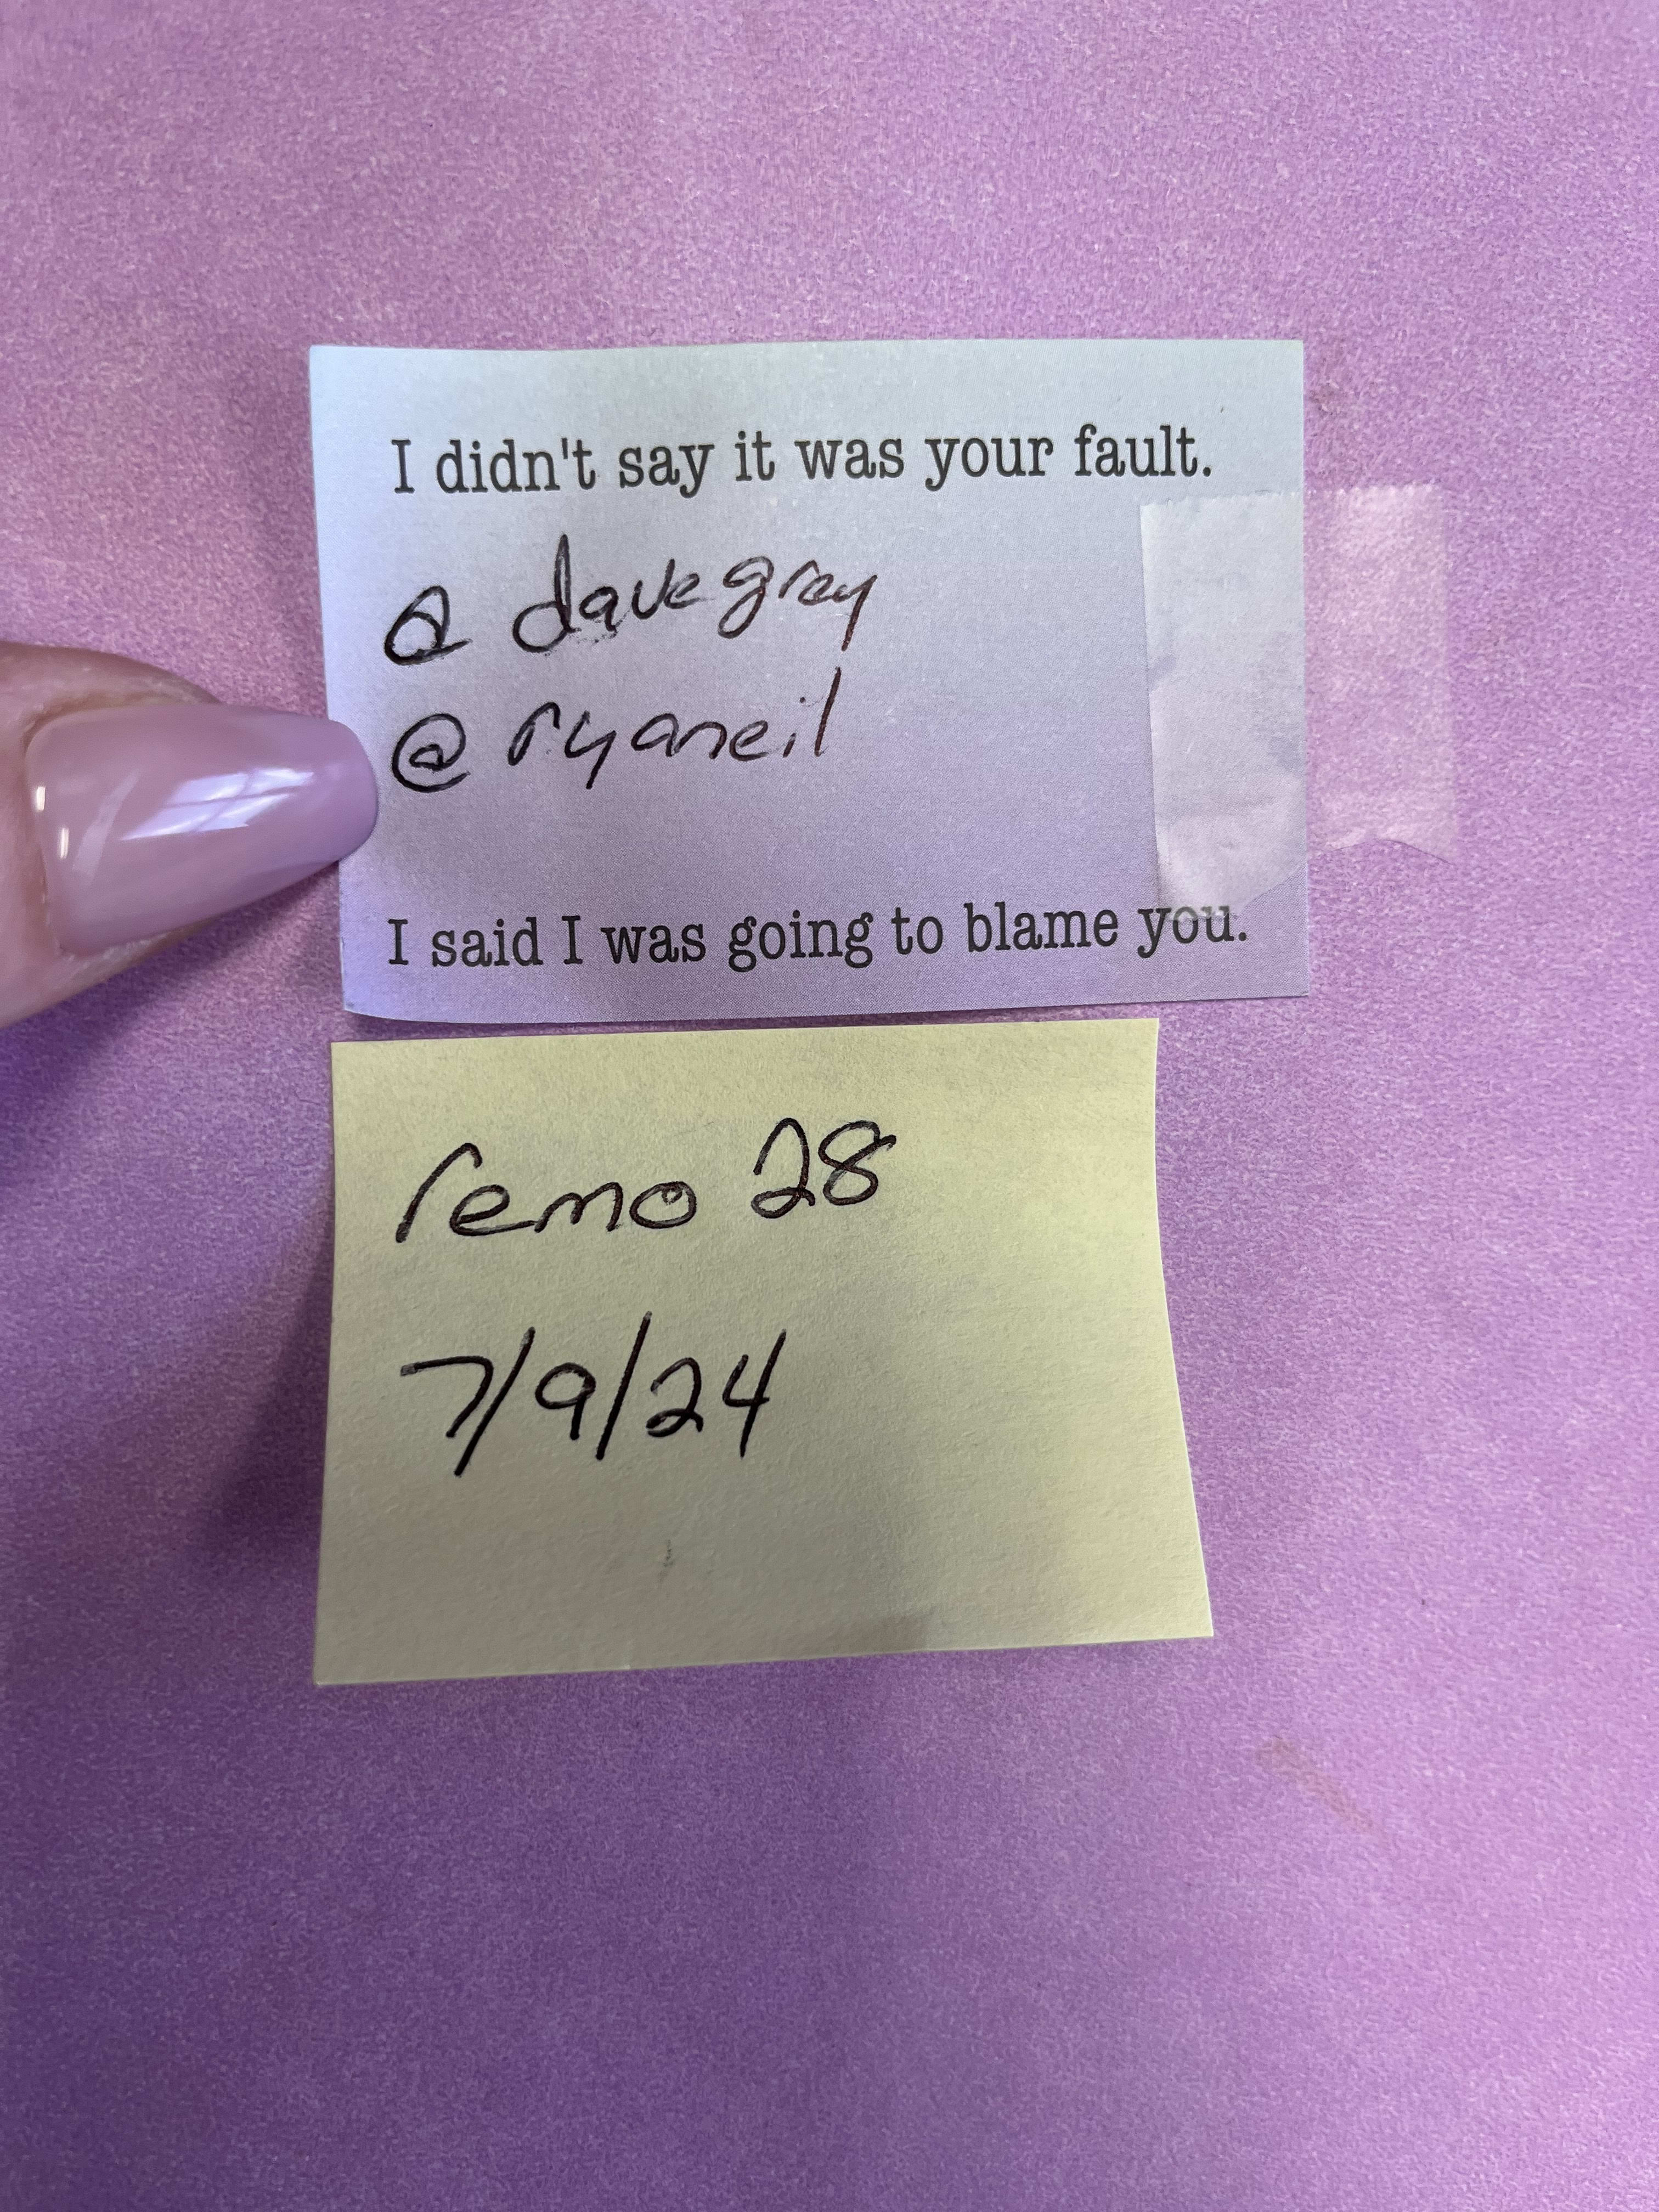 I didn't say it was your fault.
@ davegray
@ ryaneil
I said I was going to blame you.
remo 28
7/9/24